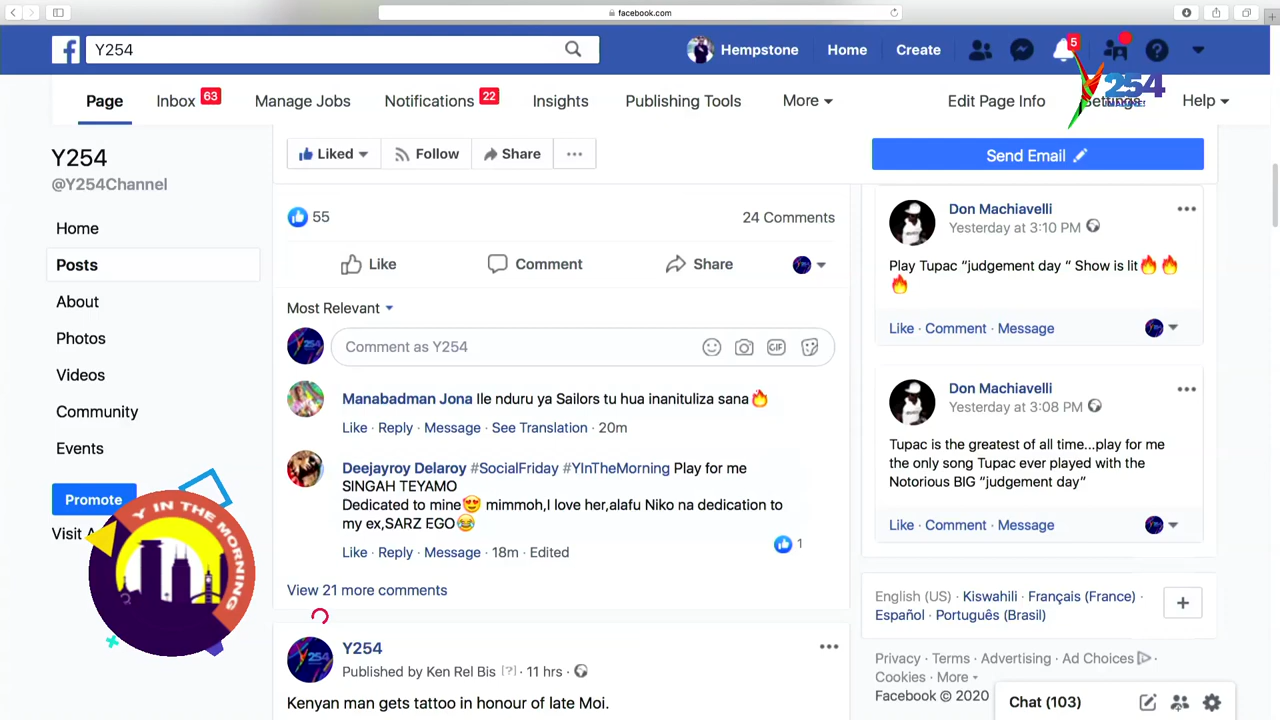 facebook.com
Y254
Hempstone
Home
Create
5
Page
Inbox 63
Manage Jobs
Notifications 22
Insights
Publishing Tools
More
Edit Page Info
Settings
Help
254
Y254
@Y254Channel
Home
Posts
About
Photos
Videos
Community
Events
Promote
Y IN THE MORNING
Liked
Follow
Share
Send Email
55
24 Comments
Like
Comment
Share
Most Relevant
Comment as Y254
GIF
Manabadman Jona Ile nduru ya Sailors tu hua inanituliza sana🔥
Like · Reply · Message · See Translation · 20m
Deejayroy Delaroy #SocialFriday #YInTheMorning Play for me
SINGAH TEYAMO
Dedicated to mine😍 mimmoh,I love her,alafu Niko na dedication to
my ex,SARZ EGO😂
Like · Reply · Message · 18m · Edited
1
View 21 more comments
Y254
Published by Ken Rel Bis [?] · 11 hrs ·
Kenyan man gets tattoo in honour of late Moi.
Don Machiavelli
Yesterday at 3:10 PM
Play Tupac “judgement day “ Show is lit🔥🔥
🔥
Like · Comment · Message
Don Machiavelli
Yesterday at 3:08 PM
Tupac is the greatest of all time...play for me
the only song Tupac ever played with the
Notorious BIG “judgement day”
Like · Comment · Message
English (US) · Kiswahili · Français (France) ·
Español · Português (Brasil)
Privacy · Terms · Advertising · Ad Choices ·
Cookies · More
Facebook © 2020
Chat (103)